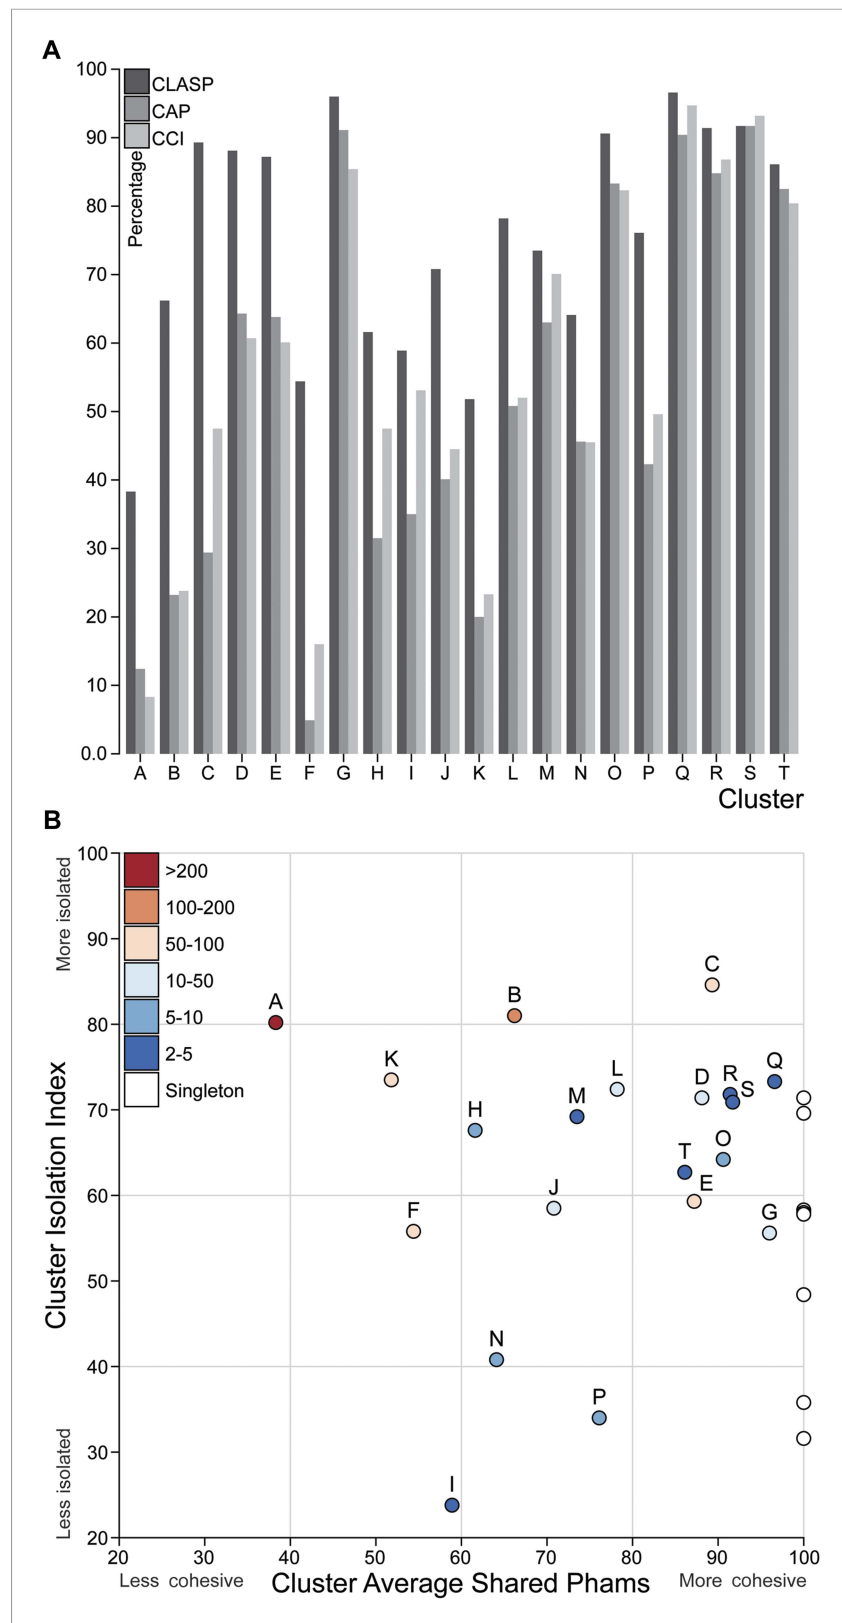 A
100
90
80
70
60
50
40
30
20
10
0.0
Percentage
CLASP
CAP
CCI
A B C D E F G H I J K L M N O P Q R S T
Cluster
B
100
90
80
70
60
50
40
30
20
More isolated
Cluster Isolation Index
Less isolated
>200
100-200
50-100
10-50
5-10
2-5
Singleton
C
B
A
K
L
D
R
S
Q
M
H
O
T
E
J
F
G
N
P
I
20 30 40 50 60 70 80 90 100
Less cohesive Cluster Average Shared Phams More cohesive